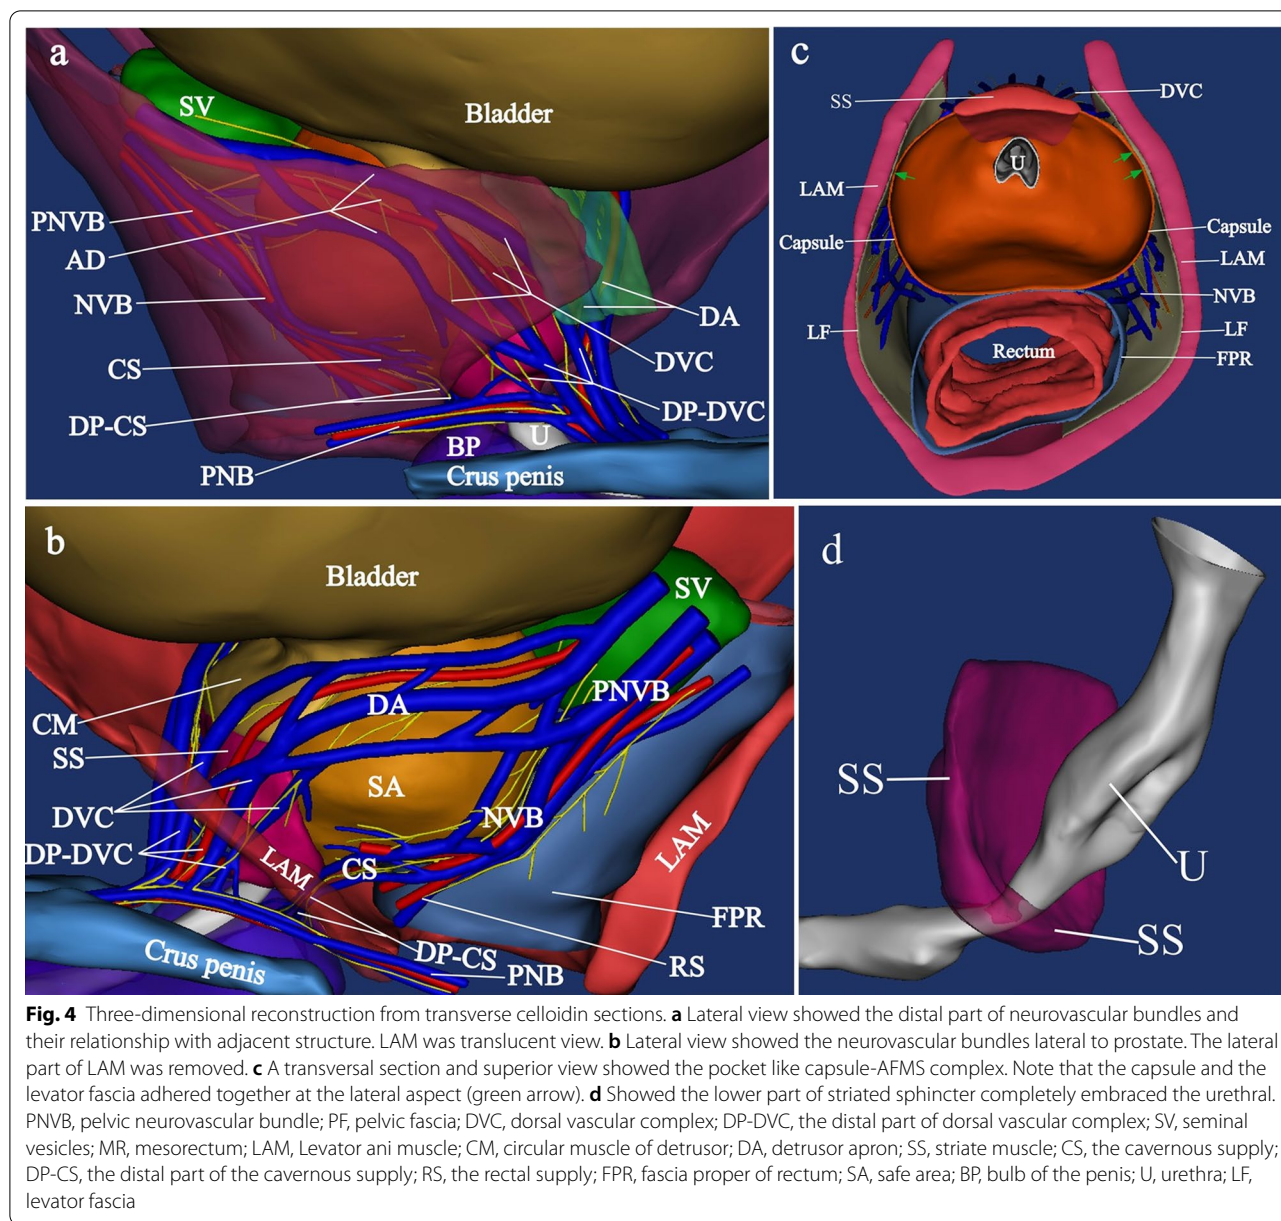 a
SV
Bladder
PNVB
AD
NVB
CS
DP-CS
PNB
BP
U
Crus penis
DA
DVC
DP-DVC
c
SS
DVC
U
LAM
Capsule
Capsule
LAM
NVB
LF
LF
Rectum
FPR
b
Bladder
SV
PNVB
DA
CM
SS
SA
DVC
NVB
DP-DVC
CS
LAM
LAM
FPR
DP-CS
RS
PNB
Crus penis
d
SS
U
SS
Fig. 4 Three-dimensional reconstruction from transverse celloidin sections. a Lateral view showed the distal part of neurovascular bundles and
their relationship with adjacent structure. LAM was translucent view. b Lateral view showed the neurovascular bundles lateral to prostate. The lateral
part of LAM was removed. c A transversal section and superior view showed the pocket like capsule-AFMS complex. Note that the capsule and the
levator fascia adhered together at the lateral aspect (green arrow). d Showed the lower part of striated sphincter completely embraced the urethral.
PNVB, pelvic neurovascular bundle; PF, pelvic fascia; DVC, dorsal vascular complex; DP-DVC, the distal part of dorsal vascular complex; SV, seminal
vesicles; MR, mesorectum; LAM, Levator ani muscle; CM, circular muscle of detrusor; DA, detrusor apron; SS, striate muscle; CS, the cavernous supply;
DP-CS, the distal part of the cavernous supply; RS, the rectal supply; FPR, fascia proper of rectum; SA, safe area; BP, bulb of the penis; U, urethra; LF,
levator fascia